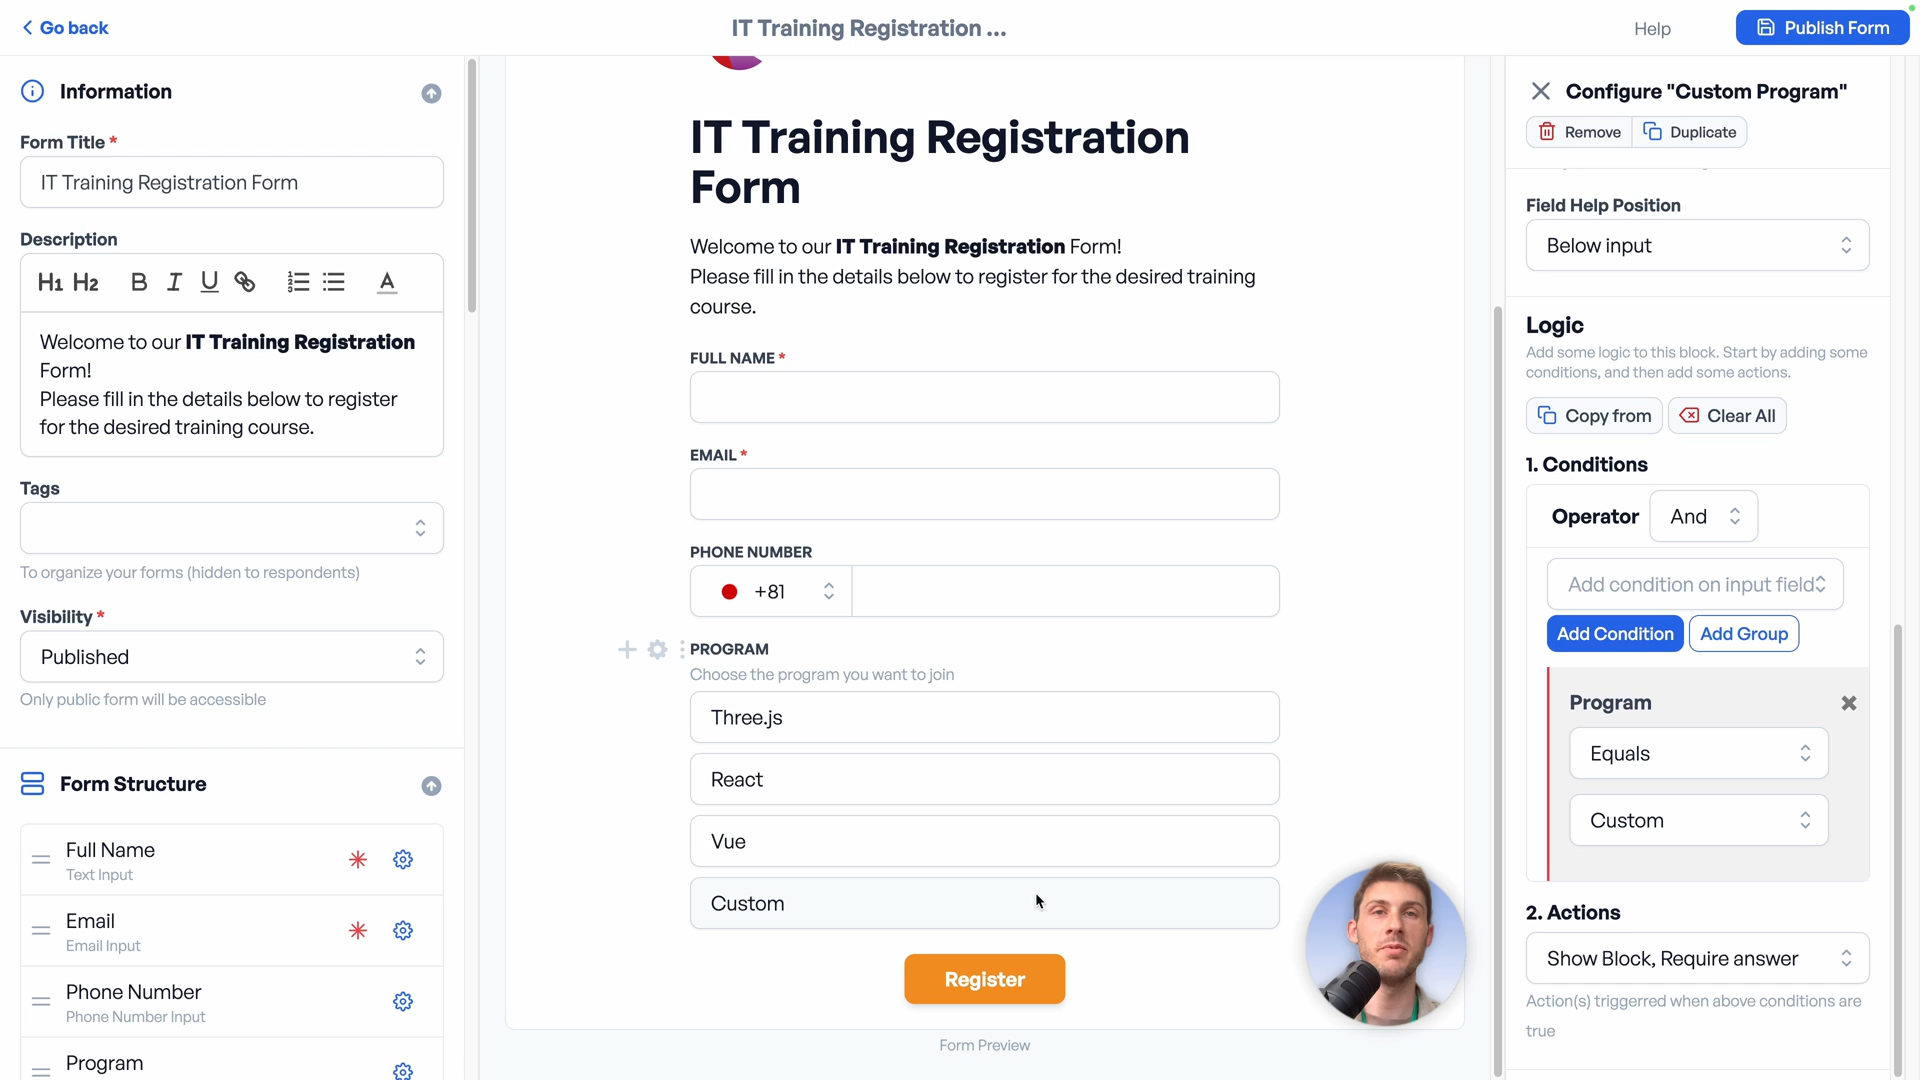 Go back
IT Training Registration ...
Help
Publish Form
Information
Form Title *
IT Training Registration Form
Description
H1 H2 B I U A
Welcome to our IT Training Registration
Form!
Please fill in the details below to register
for the desired training course.
Tags
To organize your forms (hidden to respondents)
Visibility *
Published
Only public form will be accessible
Form Structure
Full Name
Text Input
Email
Email Input
Phone Number
Phone Number Input
Program
IT Training Registration
Form
Welcome to our IT Training Registration Form!
Please fill in the details below to register for the desired training
course.
FULL NAME *
EMAIL *
PHONE NUMBER
+81
PROGRAM
Choose the program you want to join
Three.js
React
Vue
Custom
Register
Form Preview
Configure "Custom Program"
Remove
Duplicate
Field Help Position
Below input
Logic
Add some logic to this block. Start by adding some
conditions, and then add some actions.
Copy from
Clear All
1. Conditions
Operator
And
Add condition on input field
Add Condition
Add Group
Program
Equals
Custom
2. Actions
Show Block, Require answer
Action(s) triggerred when above conditions are
true